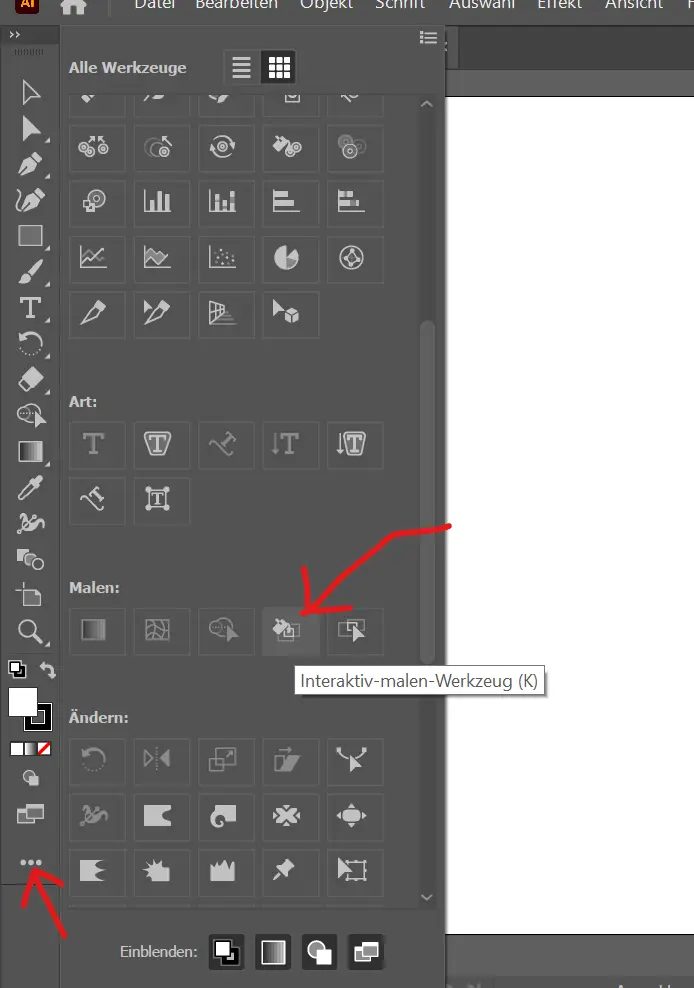 Ai
Datei Bearbeiten Objekt Schrift Auswahl Effekt Ansicht
Alle Werkzeuge
Art:
Malen:
Interaktiv-malen-Werkzeug (K)
Ändern:
Einblenden: